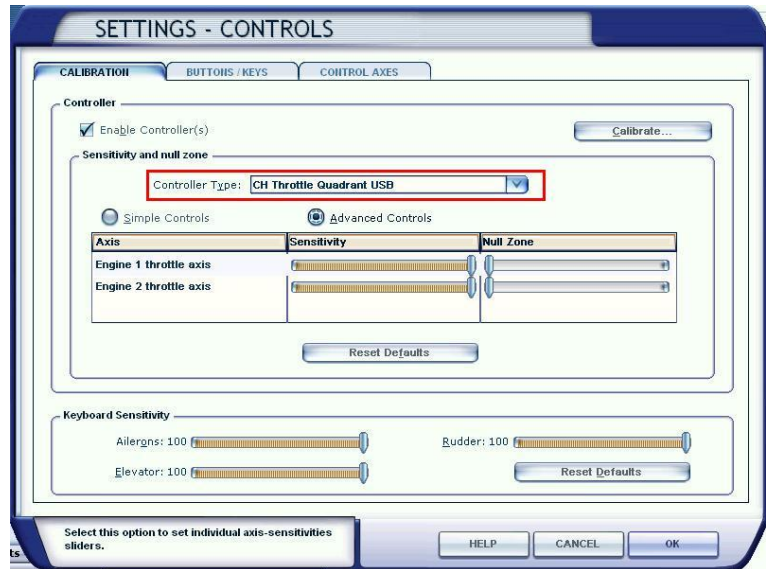 SETTINGS - CONTROLS
CALIBRATION
BUTTONS / KEYS
CONTROL AXES
Controller
Enable Controller(s)
Calibrate...
Sensitivity and null zone
Controller Type: CH Throttle Quadrant USB
Simple Controls
Advanced Controls
Axis Sensitivity Null Zone
Engine 1 throttle axis
Engine 2 throttle axis
Reset Defaults
Keyboard Sensitivity
Ailerons: 100
Rudder: 100
Elevator: 100
Reset Defaults
Select this option to set individual axis-sensitivities
sliders.
HELP
CANCEL
OK
ts